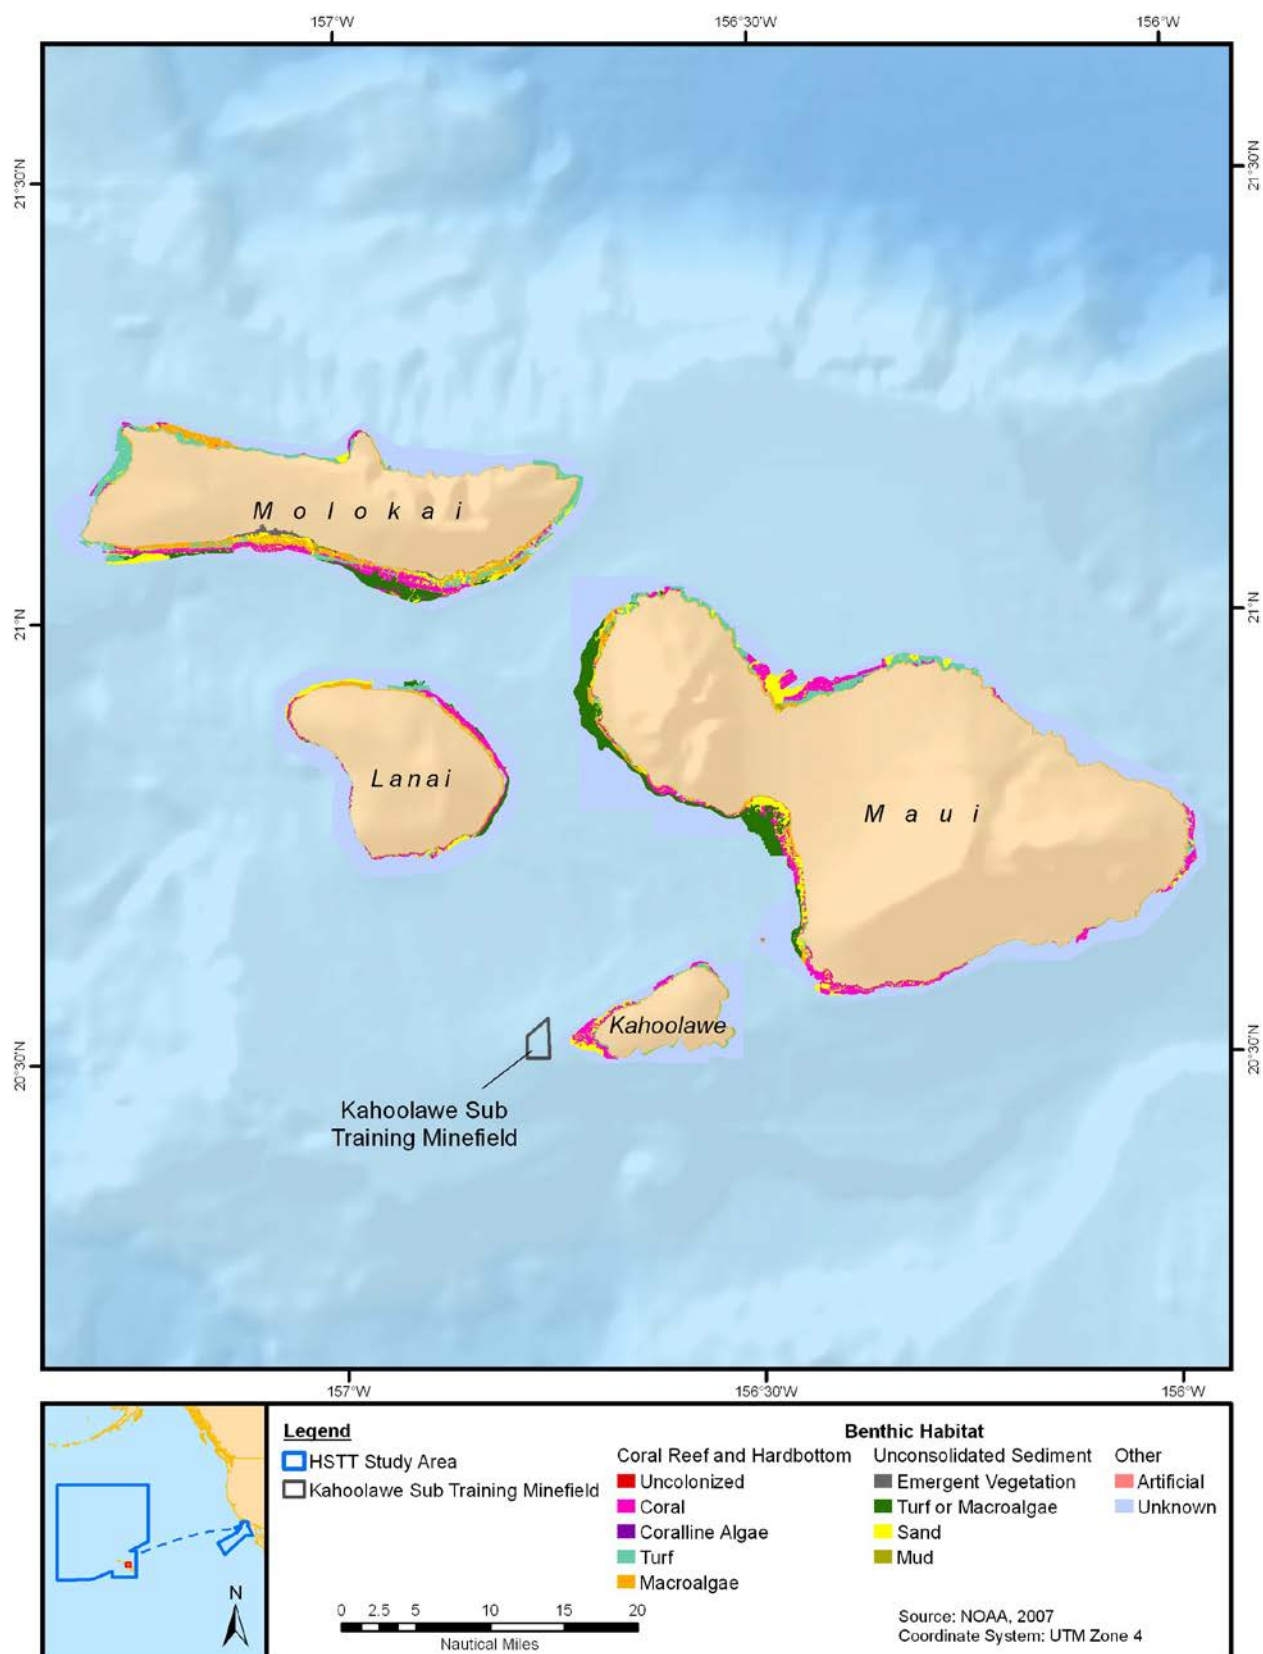 157°W 156°30'W 156°W
21°30'N 21°30'N
Molokai
21°N 21°N
Lanai
Maui
Kahoolawe
20°30'N 20°30'N
Kahoolawe Sub
Training Minefield
157°W 156°30'W 156°W
Legend
HSTT Study Area
Kahoolawe Sub Training Minefield
Benthic Habitat
Coral Reef and Hardbottom
Uncolonized
Coral
Coralline Algae
Turf
Macroalgae
Unconsolidated Sediment
Emergent Vegetation
Turf or Macroalgae
Sand
Mud
Other
Artificial
Unknown
N
0 2.5 5 10 15 20
Nautical Miles
Source: NOAA, 2007
Coordinate System: UTM Zone 4